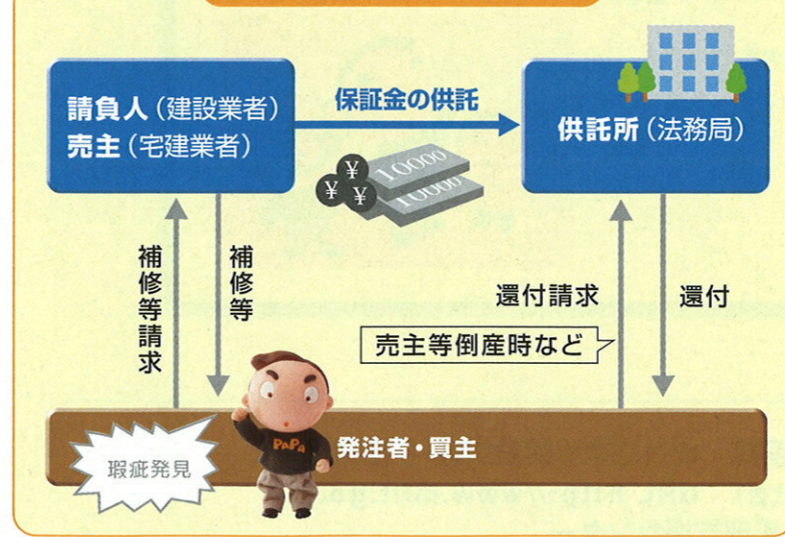 請負人（建設業者）
売主（宅建業者）
保証金の供託
供託所（法務局）
¥
¥
¥
10000
10000
補修等請求
補修等
還付請求
還付
売主等倒産時など
PAPA
発注者・買主
瑕疵発見